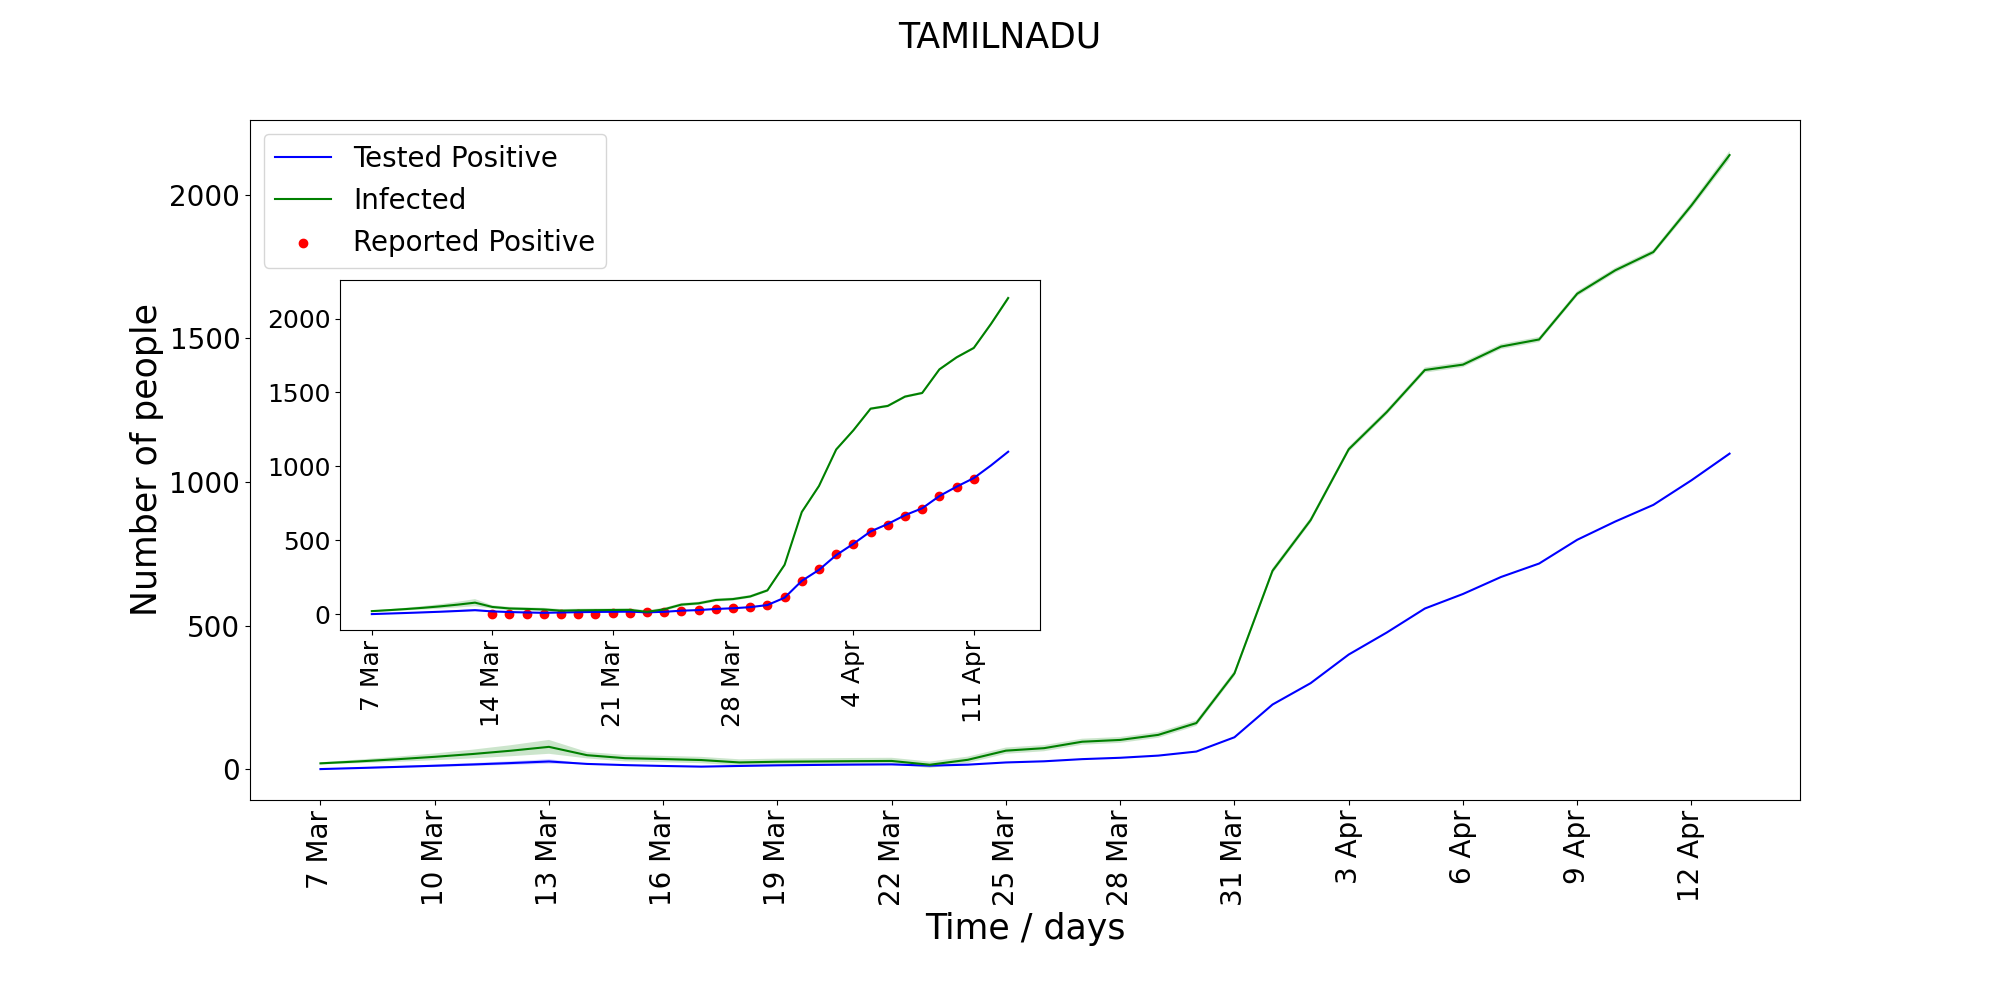 TAMILNADU
Tested Positive
Infected
Reported Positive
Number of people
2000
1500
1000
500
0
2000
1500
1000
500
0
7 Mar
14 Mar
21 Mar
28 Mar
4 Apr
11 Apr
7 Mar
10 Mar
13 Mar
16 Mar
19 Mar
22 Mar
25 Mar
28 Mar
31 Mar
3 Apr
6 Apr
9 Apr
12 Apr
Time / days